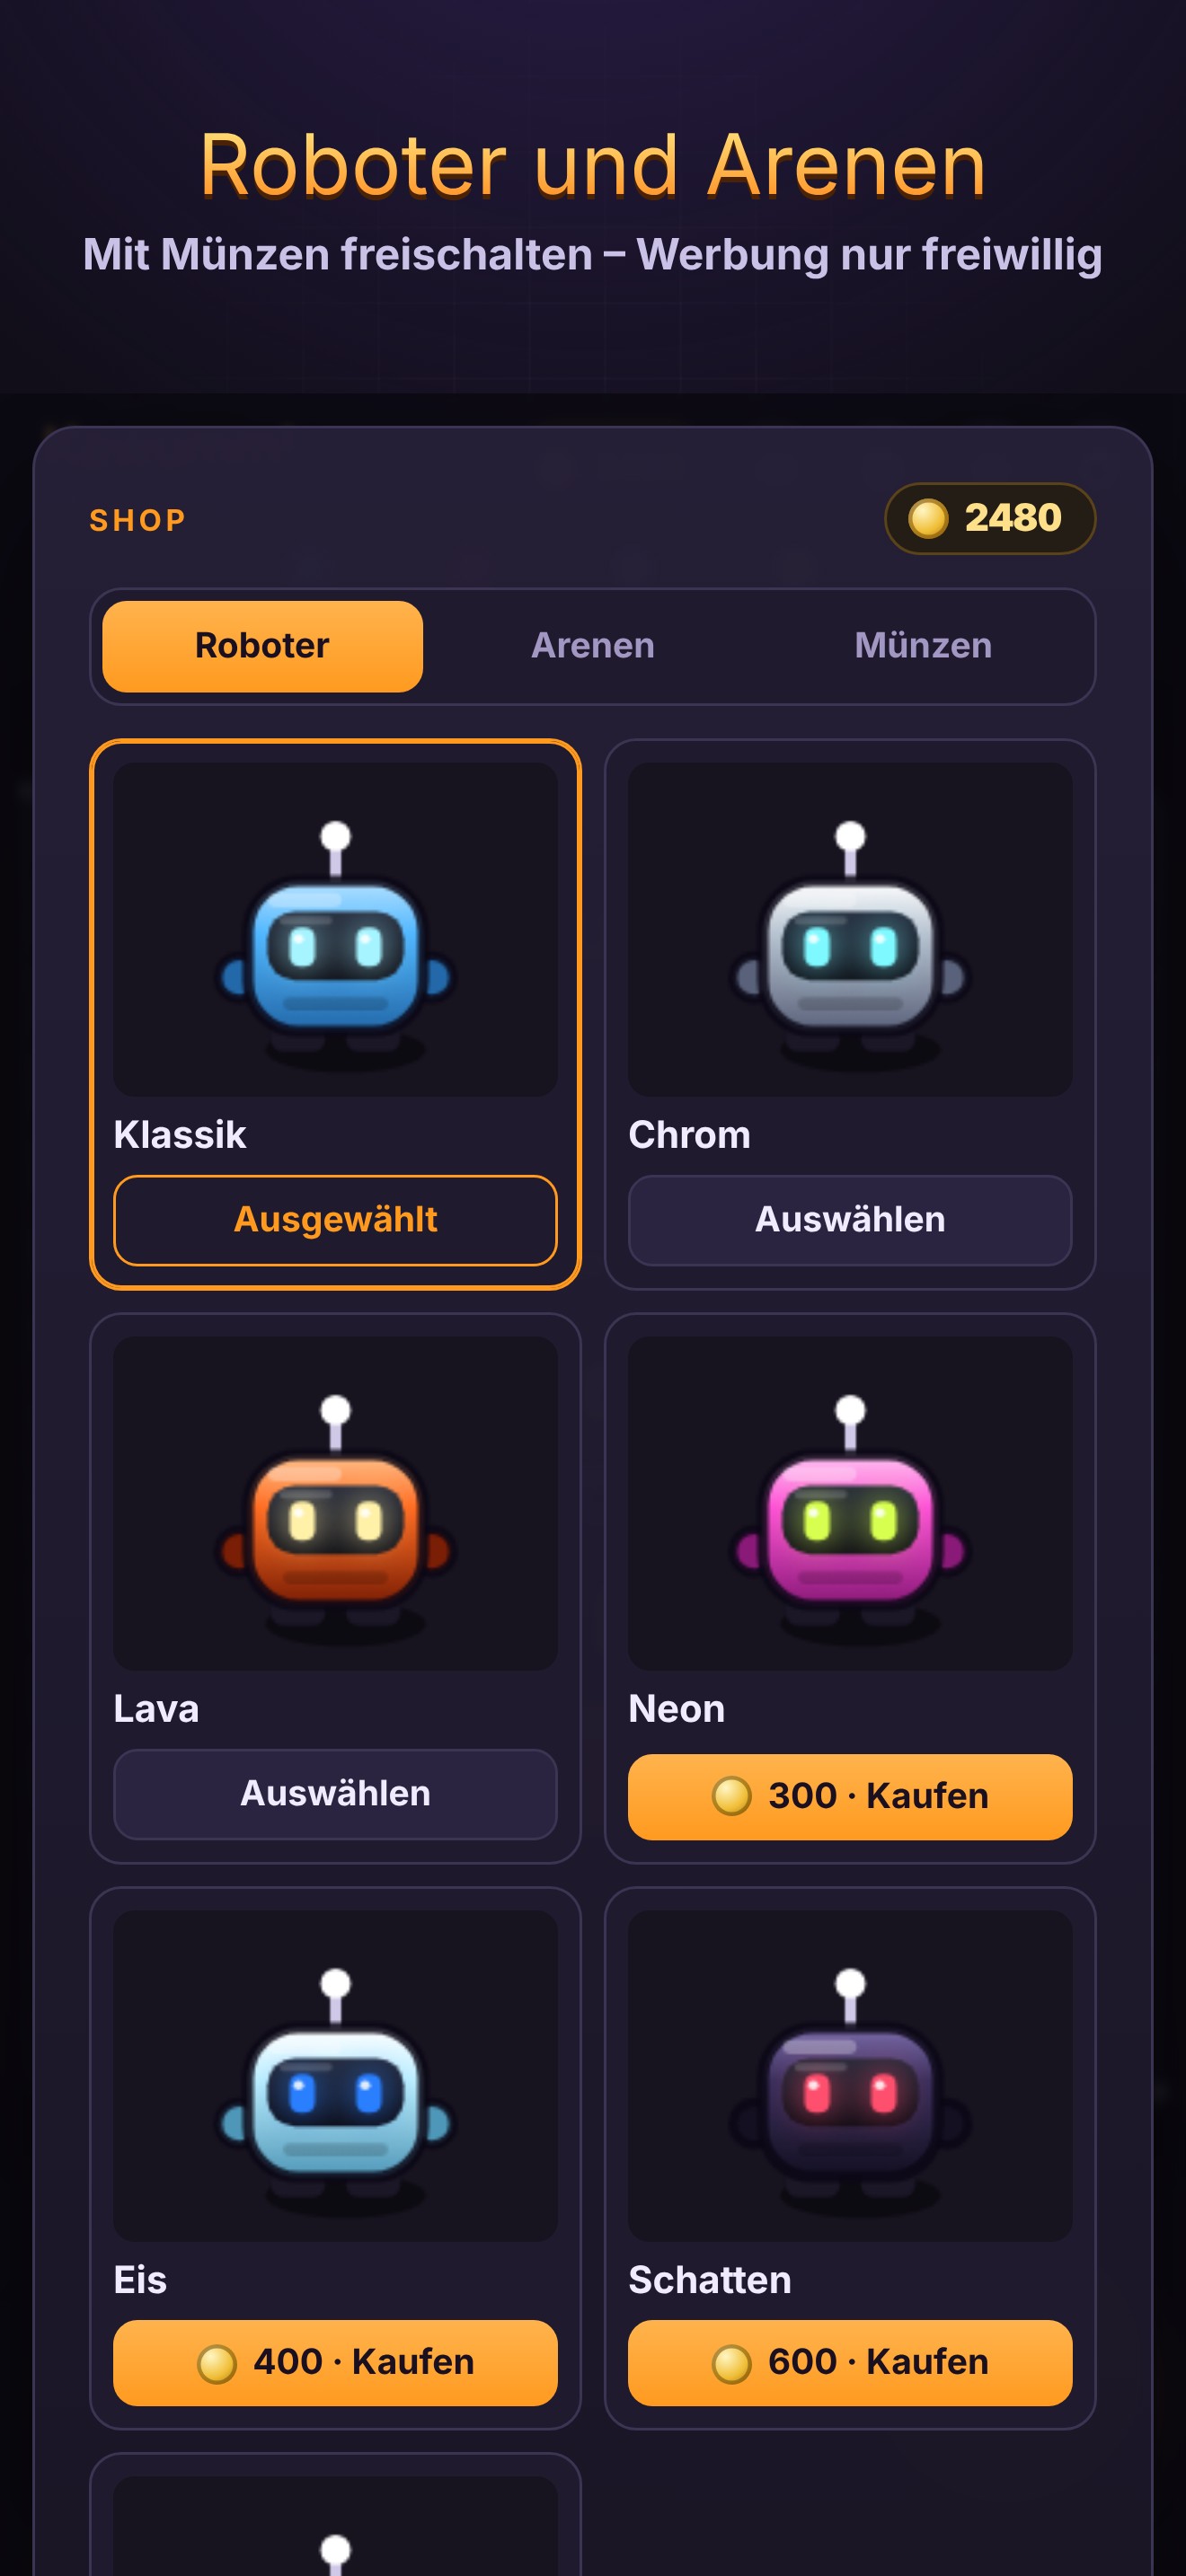 Roboter und Arenen
Mit Münzen freischalten – Werbung nur freiwillig
SHOP
2480
Roboter Arenen Münzen
Klassik
Ausgewählt
Chrom
Auswählen
Lava
Auswählen
Neon
300 · Kaufen
Eis
400 · Kaufen
Schatten
600 · Kaufen